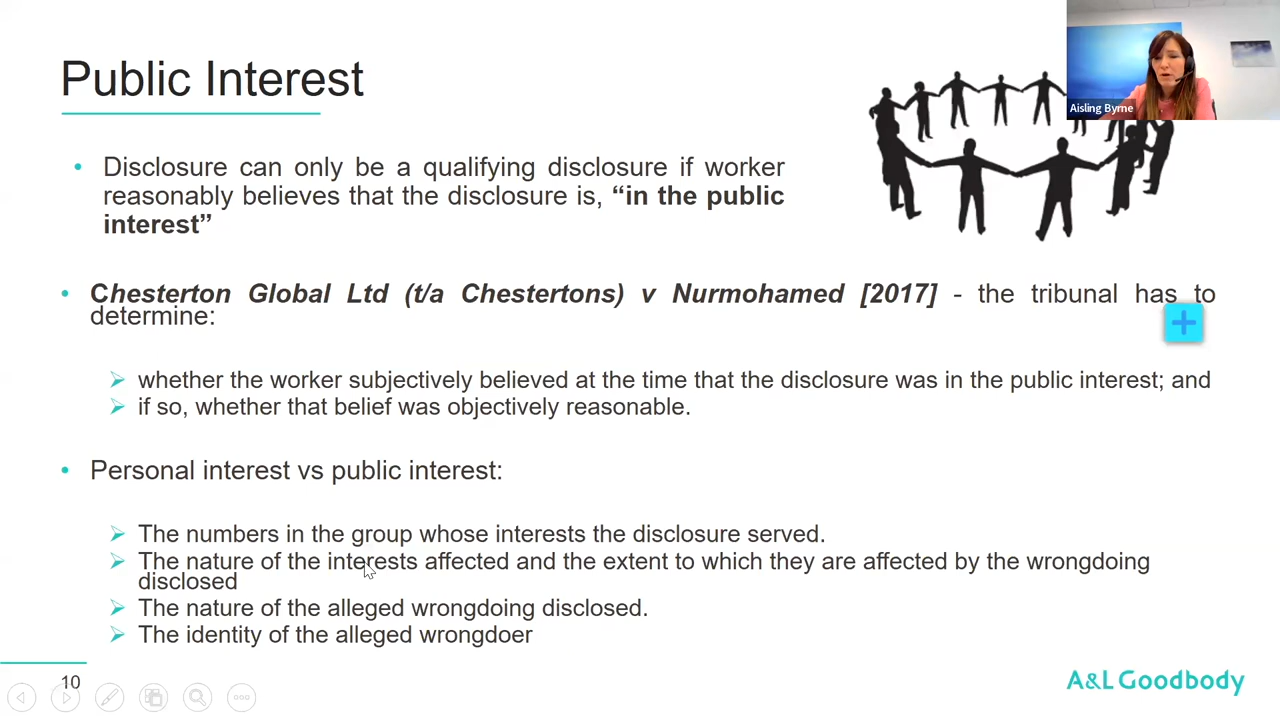 Public Interest
Aisling Byrne
• Disclosure can only be a qualifying disclosure if worker
reasonably believes that the disclosure is, “in the public
interest”
• Chesterton Global Ltd (t/a Chestertons) v Nurmohamed [2017] - the tribunal has to
determine:
whether the worker subjectively believed at the time that the disclosure was in the public interest; and
if so, whether that belief was objectively reasonable.
• Personal interest vs public interest:
The numbers in the group whose interests the disclosure served.
The nature of the interests affected and the extent to which they are affected by the wrongdoing
disclosed
The nature of the alleged wrongdoing disclosed.
The identity of the alleged wrongdoer
10
A&L Goodbody